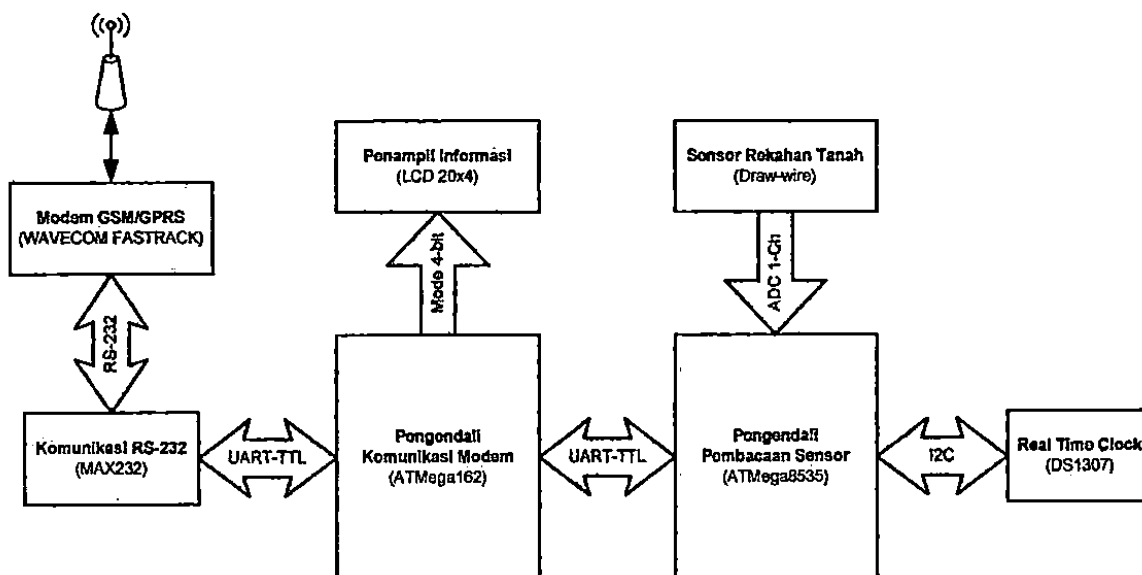 Penampil Informasi
(LCD 20x4)
Sensor Rekahan Tanah
(Draw-wire)
Modem GSM/GPRS
(WAVECOM FASTRACK)
Mode 4-bit
ADC 1-Ch
RS-232
Komunikasi RS-232
(MAX232)
UART-TTL
Pengendali
Komunikasi Modem
(ATMega162)
UART-TTL
Pengendali
Pembacaan Sensor
(ATMega8535)
I2C
Real Time Clock
(DS1307)